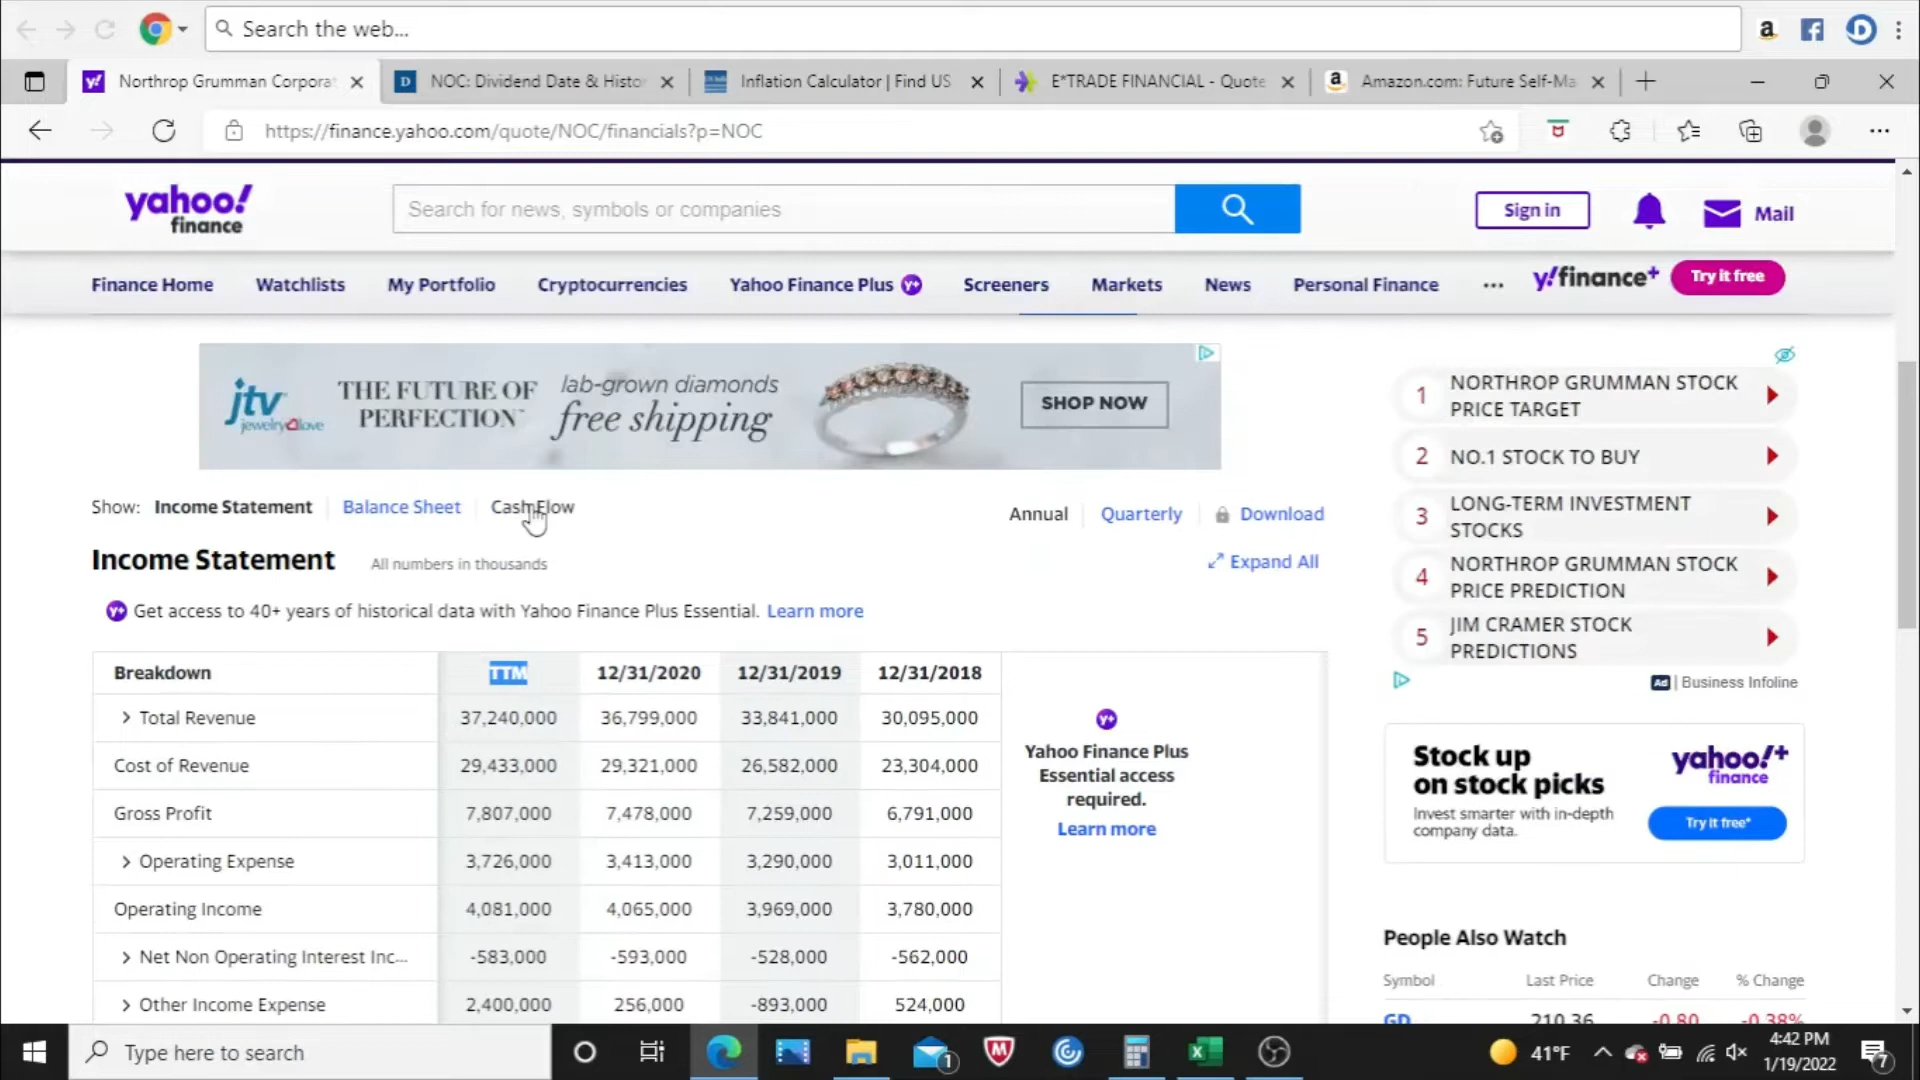 Search the web...
Northrop Grumman Corporat
NOC: Dividend Date & Histor
Inflation Calculator | Find US
E*TRADE FINANCIAL - Quote
Amazon.com: Future Self-Ma
https://finance.yahoo.com/quote/NOC/financials?p=NOC
yahoo!
finance
Search for news, symbols or companies
Sign in
Mail
Finance Home Watchlists My Portfolio Cryptocurrencies Yahoo Finance Plus Y+ Screeners Markets News Personal Finance ... y!finance+ Try it free
jtv
jewelry love
THE FUTURE OF
PERFECTION™
lab-grown diamonds
free shipping
SHOP NOW
Show: Income Statement Balance Sheet Cash Flow
Annual Quarterly Download
Income Statement All numbers in thousands
Expand All
Get access to 40+ years of historical data with Yahoo Finance Plus Essential. Learn more
Breakdown TTM 12/31/2020 12/31/2019 12/31/2018
Total Revenue 37,240,000 36,799,000 33,841,000 30,095,000
Cost of Revenue 29,433,000 29,321,000 26,582,000 23,304,000
Gross Profit 7,807,000 7,478,000 7,259,000 6,791,000
Operating Expense 3,726,000 3,413,000 3,290,000 3,011,000
Operating Income 4,081,000 4,065,000 3,969,000 3,780,000
Net Non Operating Interest Inc... -583,000 -593,000 -528,000 -562,000
Other Income Expense 2,400,000 256,000 -893,000 524,000
Yahoo Finance Plus
Essential access
required.
Learn more
1 NORTHROP GRUMMAN STOCK
PRICE TARGET
2 NO.1 STOCK TO BUY
3 LONG-TERM INVESTMENT
STOCKS
4 NORTHROP GRUMMAN STOCK
PRICE PREDICTION
5 JIM CRAMER STOCK
PREDICTIONS
Ad | Business Infoline
Stock up
on stock picks
Invest smarter with in-depth
company data.
yahoo!+
finance
Try it free*
People Also Watch
Symbol Last Price Change % Change
GD 210.36 -0.80 -0.38%
Type here to search
1
41°F
4:42 PM
1/19/2022
7